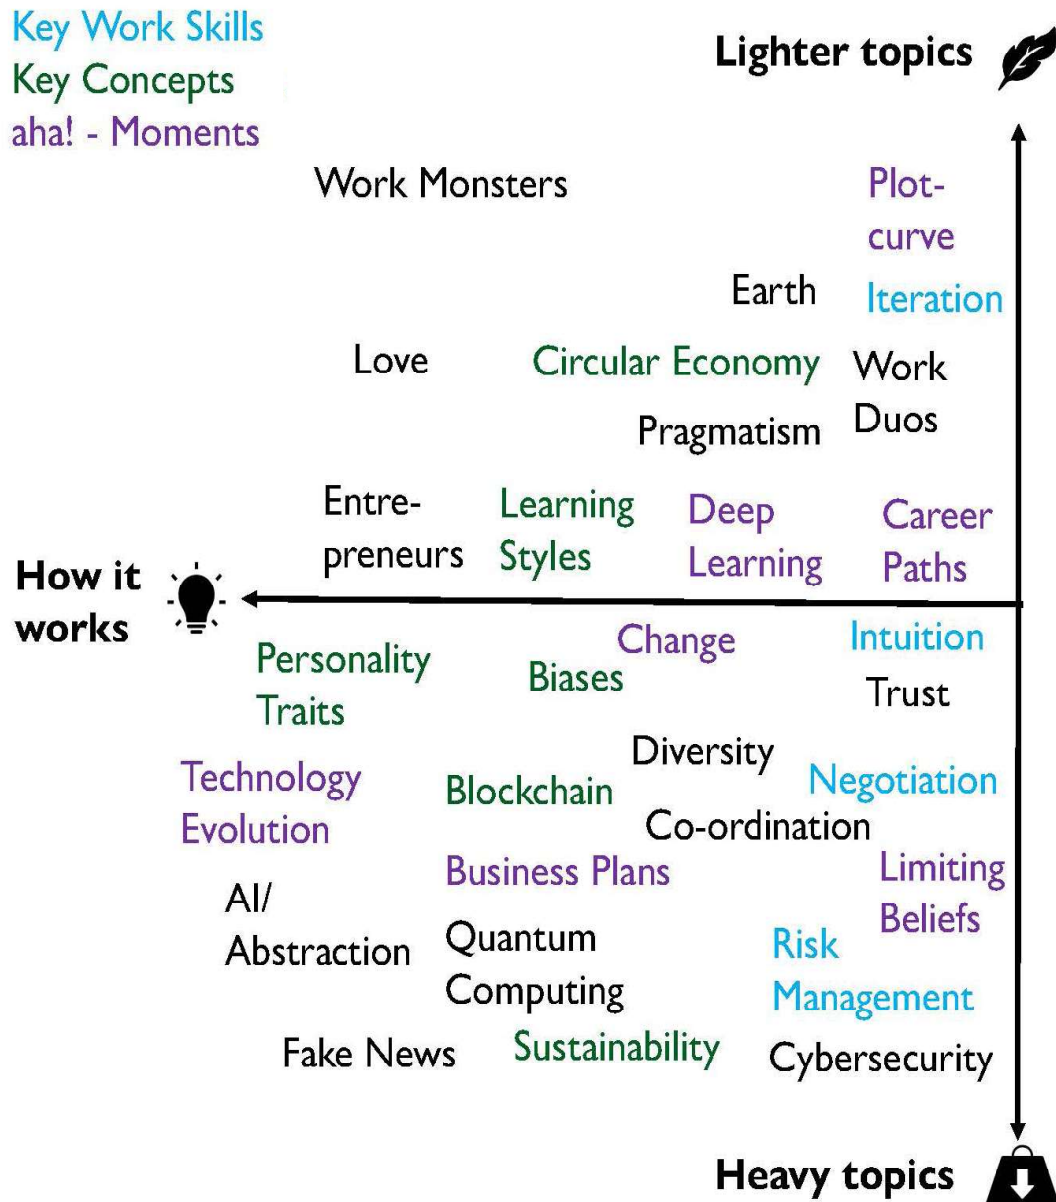 Key Work Skills
Key Concepts
aha! - Moments
Lighter topics
Work Monsters
Plot-
curve
Earth
Iteration
Love
Circular Economy
Work
Duos
Pragmatism
Entre-
preneurs
Learning
Styles
Deep
Learning
Career
Paths
How it
works
Personality
Traits
Biases
Change
Intuition
Trust
Diversity
Technology
Evolution
Blockchain
Negotiation
Co-ordination
Business Plans
Limiting
Beliefs
AI/
Abstraction
Quantum
Computing
Risk
Management
Fake News
Sustainability
Cybersecurity
Heavy topics